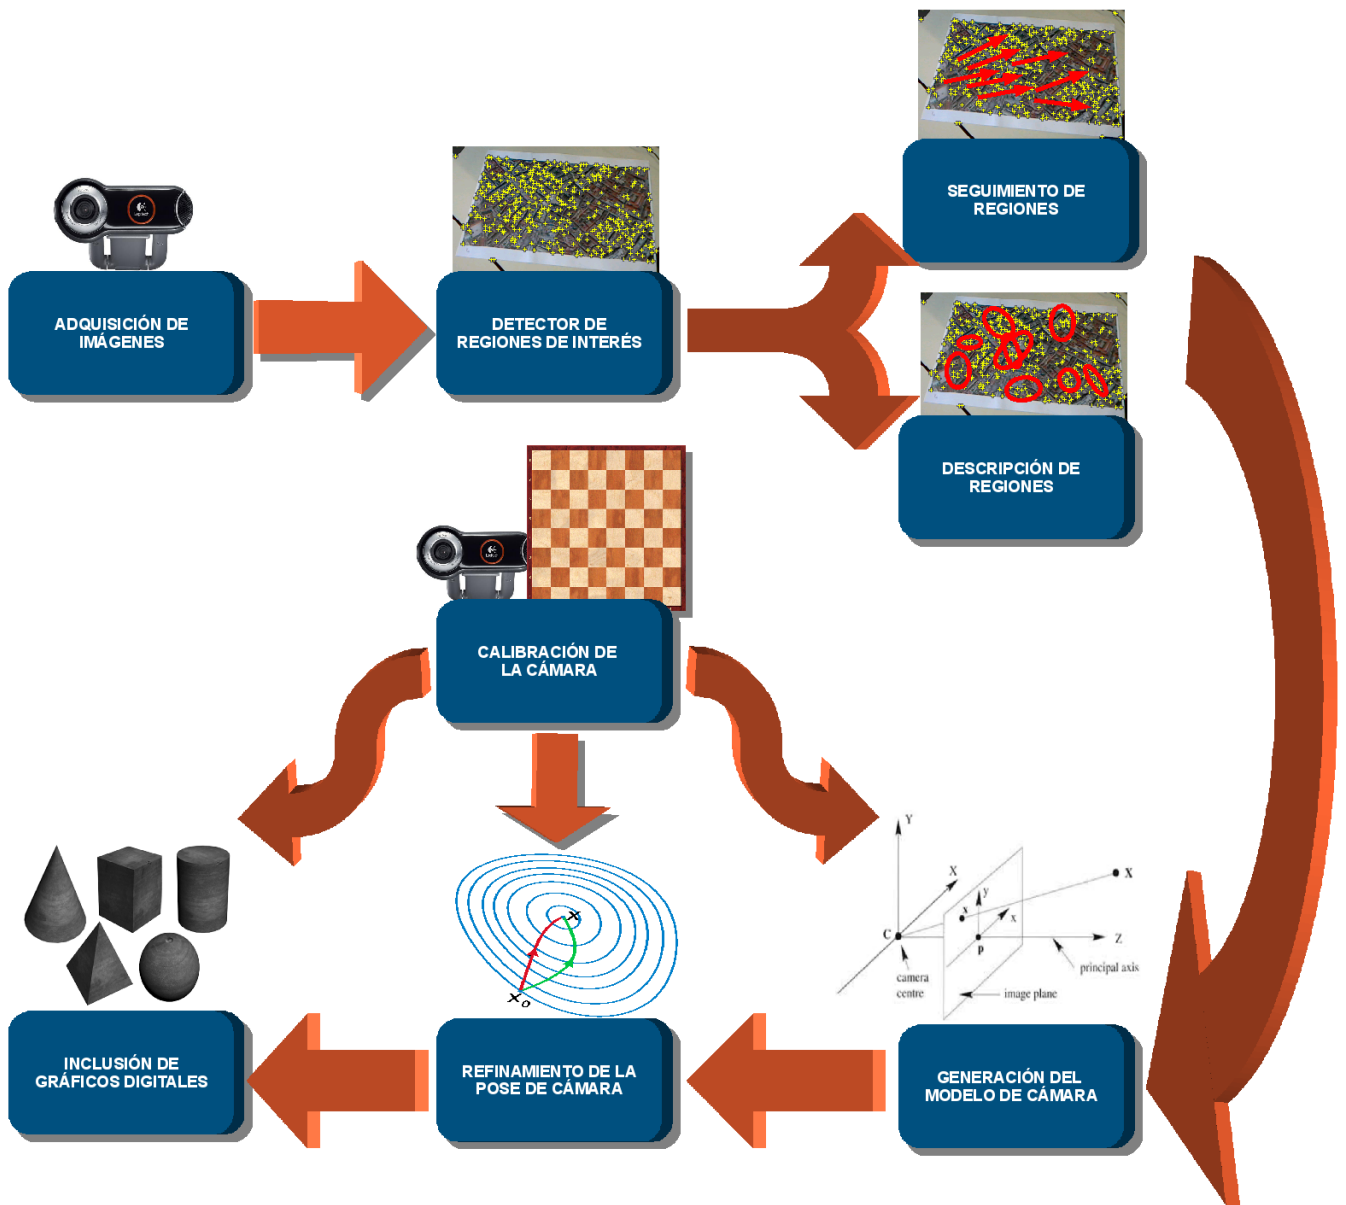 SEGUIMIENTO DE
REGIONES
ADQUISICIÓN DE
IMÁGENES
DETECTOR DE
REGIONES DE INTERÉS
DESCRIPCIÓN DE
REGIONES
CALIBRACIÓN DE
LA CÁMARA
Y
X
X
x
y
x
C
p
Z
camera
centre
principal axis
image plane
x
x₀
INCLUSIÓN DE
GRÁFICOS DIGITALES
REFINAMIENTO DE LA
POSE DE CÁMARA
GENERACIÓN DEL
MODELO DE CÁMARA